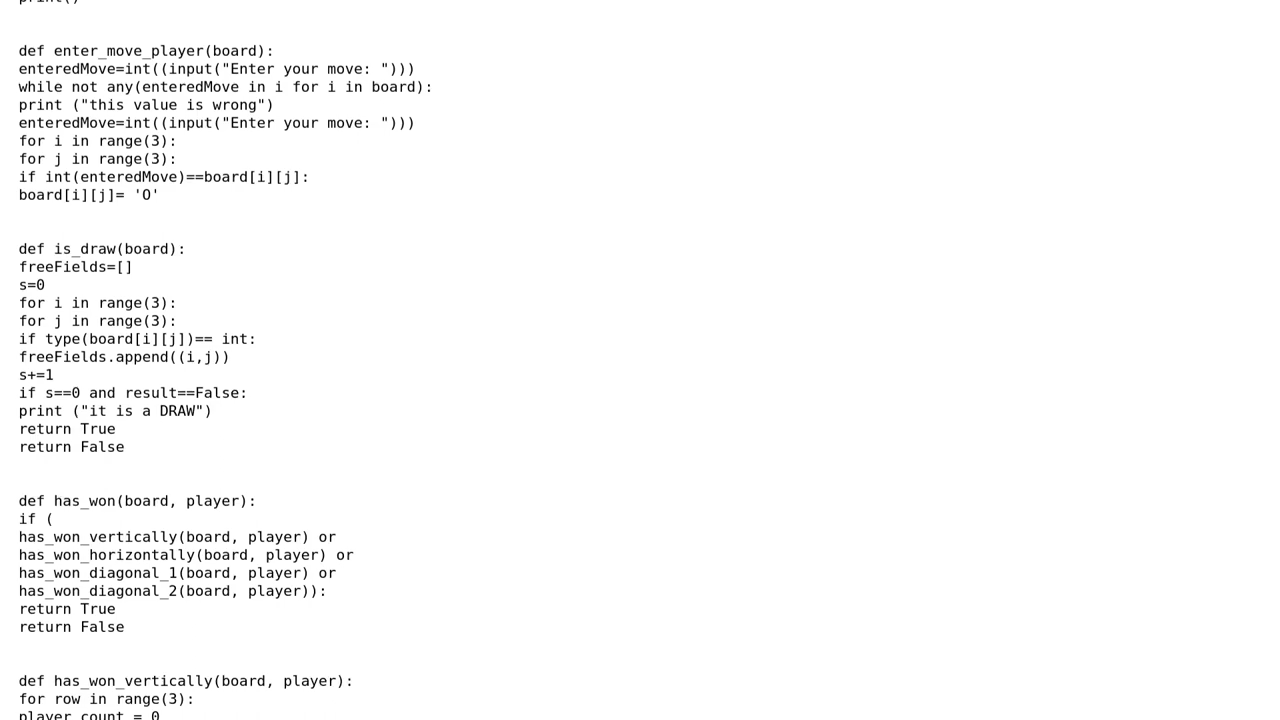 print()
def enter_move_player(board):
enteredMove=int((input("Enter your move: ")))
while not any(enteredMove in i for i in board):
print ("this value is wrong")
enteredMove=int((input("Enter your move: ")))
for i in range(3):
for j in range(3):
if int(enteredMove)==board[i][j]:
board[i][j]= 'O'
def is_draw(board):
freeFields=[]
s=0
for i in range(3):
for j in range(3):
if type(board[i][j])== int:
freeFields.append((i,j))
s+=1
if s==0 and result==False:
print ("it is a DRAW")
return True
return False
def has_won(board, player):
if (
has_won_vertically(board, player) or
has_won_horizontally(board, player) or
has_won_diagonal_1(board, player) or
has_won_diagonal_2(board, player)):
return True
return False
def has_won_vertically(board, player):
for row in range(3):
player_count = 0